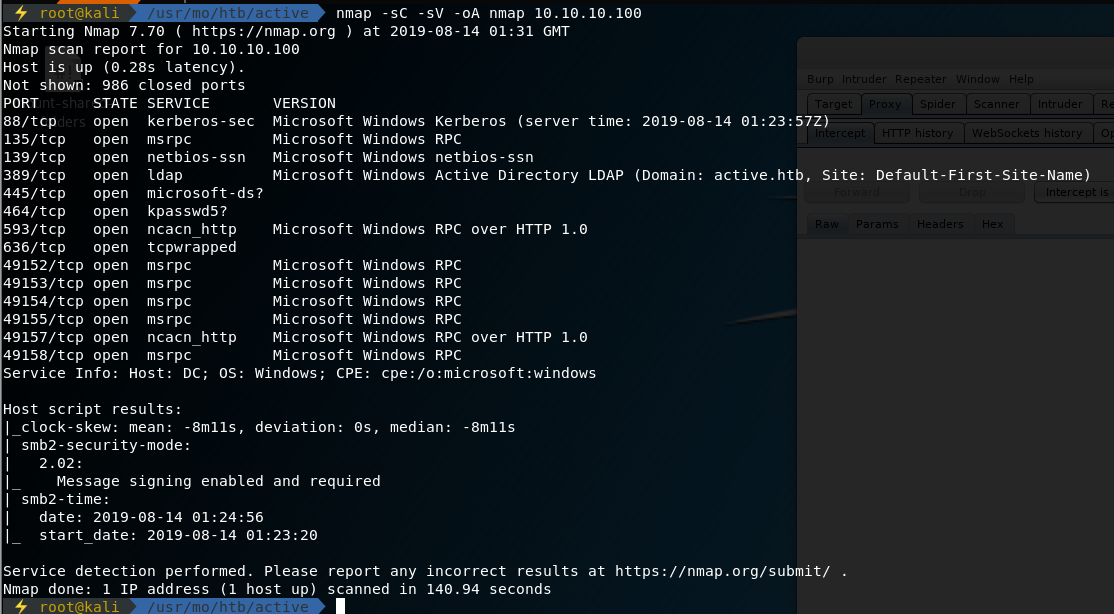 ⚡ root@kali /usr/mo/htb/active nmap -sC -sV -oA nmap 10.10.10.100
Starting Nmap 7.70 ( https://nmap.org ) at 2019-08-14 01:31 GMT
Nmap scan report for 10.10.10.100
Host is up (0.28s latency).
Not shown: 986 closed ports
PORT      STATE SERVICE       VERSION
88/tcp    open  kerberos-sec  Microsoft Windows Kerberos (server time: 2019-08-14 01:23:57Z)
135/tcp   open  msrpc         Microsoft Windows RPC
139/tcp   open  netbios-ssn   Microsoft Windows netbios-ssn
389/tcp   open  ldap          Microsoft Windows Active Directory LDAP (Domain: active.htb, Site: Default-First-Site-Name)
445/tcp   open  microsoft-ds?
464/tcp   open  kpasswd5?
593/tcp   open  ncacn_http    Microsoft Windows RPC over HTTP 1.0
636/tcp   open  tcpwrapped
49152/tcp open  msrpc         Microsoft Windows RPC
49153/tcp open  msrpc         Microsoft Windows RPC
49154/tcp open  msrpc         Microsoft Windows RPC
49155/tcp open  msrpc         Microsoft Windows RPC
49157/tcp open  ncacn_http    Microsoft Windows RPC over HTTP 1.0
49158/tcp open  msrpc         Microsoft Windows RPC
Service Info: Host: DC; OS: Windows; CPE: cpe:/o:microsoft:windows
Host script results:
|_clock-skew: mean: -8m11s, deviation: 0s, median: -8m11s
| smb2-security-mode:
|   2.02:
|_    Message signing enabled and required
| smb2-time:
|   date: 2019-08-14 01:24:56
|_  start_date: 2019-08-14 01:23:20
Service detection performed. Please report any incorrect results at https://nmap.org/submit/ .
Nmap done: 1 IP address (1 host up) scanned in 140.94 seconds
⚡ root@kali /usr/mo/htb/active
Burp Intruder Repeater Window Help
Target Proxy Spider Scanner Intruder
Intercept HTTP history WebSockets history
Forward Drop Intercept is
Raw Params Headers Hex